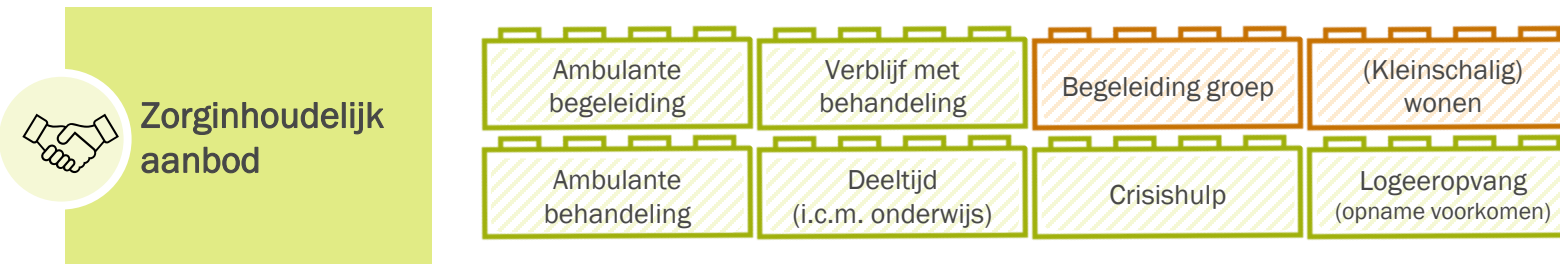 Zorginhoudelijk
aanbod
Ambulante
begeleiding
Verblijf met
behandeling
Begeleiding groep
(Kleinschalig)
wonen
Ambulante
behandeling
Deeltijd
(i.c.m. onderwijs)
Crisishulp
Logeeropvang
(opname voorkomen)